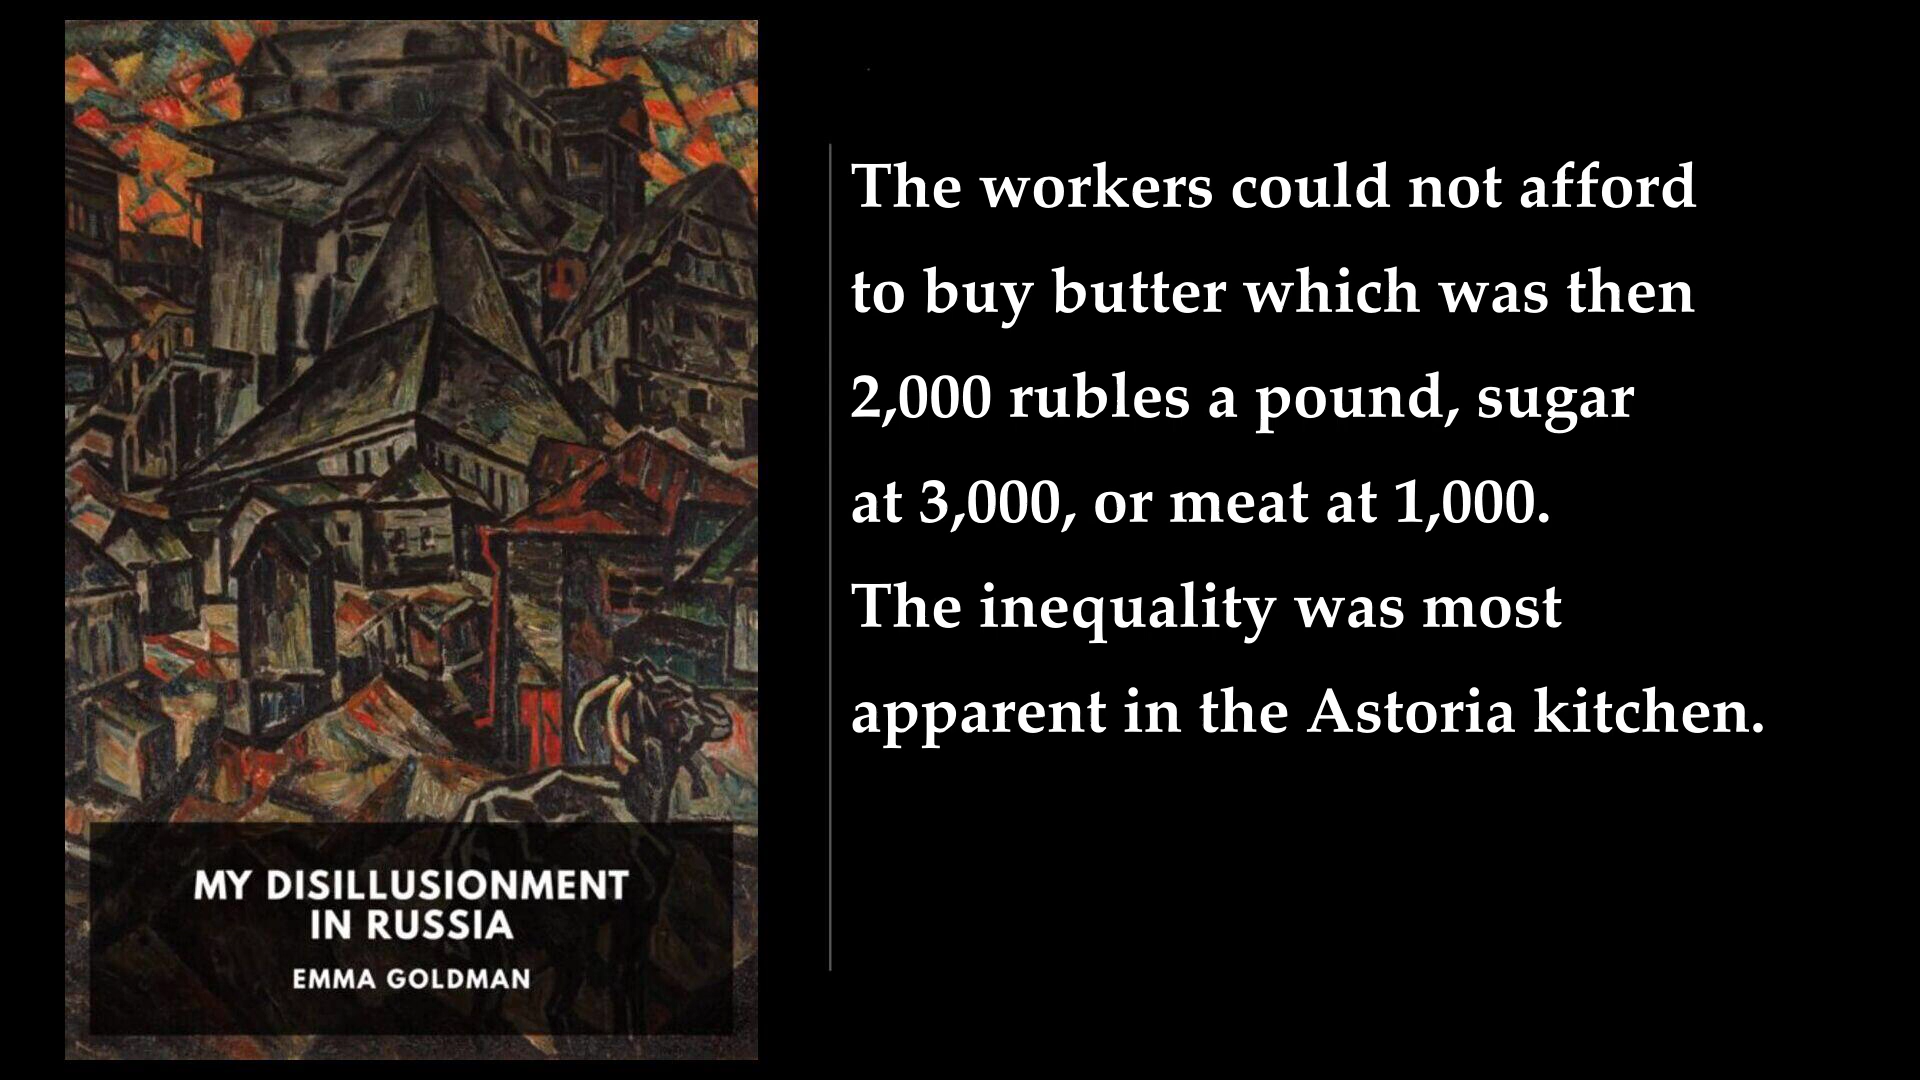 MY DISILLUSIONMENT
IN RUSSIA
EMMA GOLDMAN
The workers could not afford
to buy butter which was then
2,000 rubles a pound, sugar
at 3,000, or meat at 1,000.
The inequality was most
apparent in the Astoria kitchen.